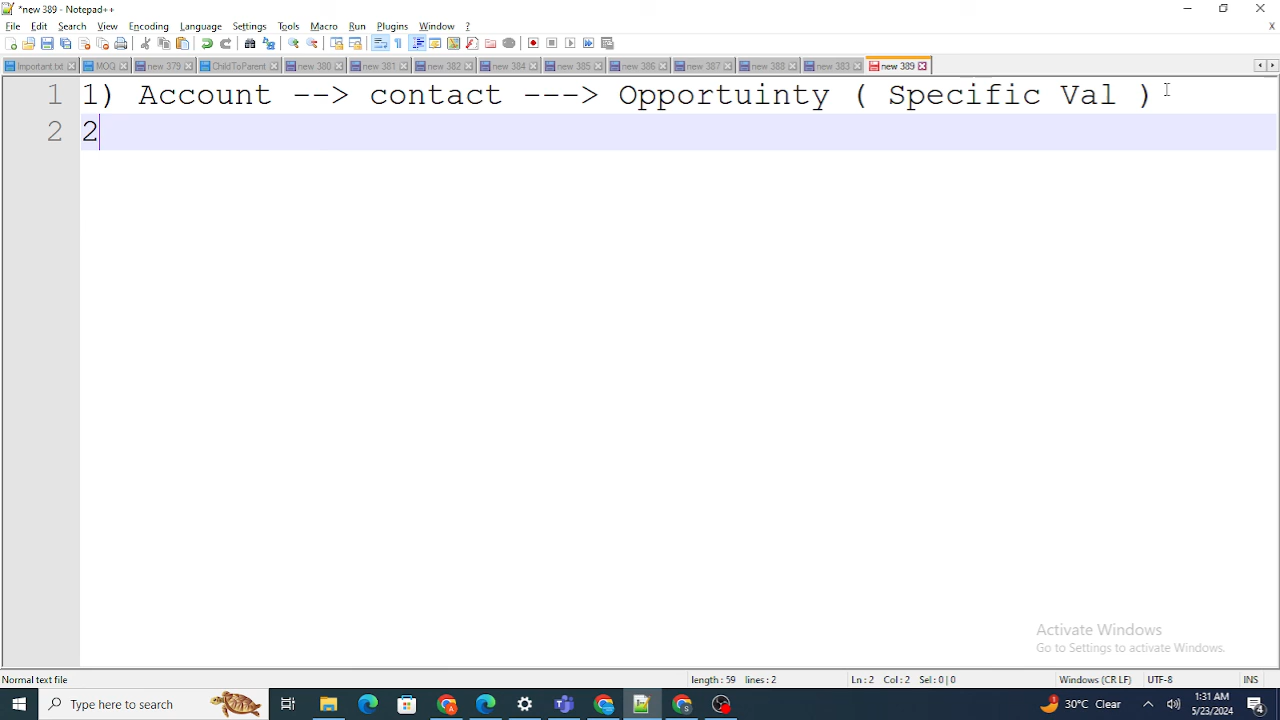 *new 389 - Notepad++
File Edit Search View Encoding Language Settings Tools Macro Run Plugins Window ?
Important.txt MOG new 379 ChildToParent new 380 new 381 new 382 new 384 new 385 new 386 new 387 new 388 new 383 new 389
1 1) Account --> contact ---> Opportuinty ( Specific Val )
2 2
Activate Windows
Go to Settings to activate Windows.
Normal text file length : 59 lines : 2 Ln : 2 Col : 2 Sel : 0 | 0 Windows (CR LF) UTF-8 INS
Type here to search 30°C Clear 1:31 AM
5/23/2024